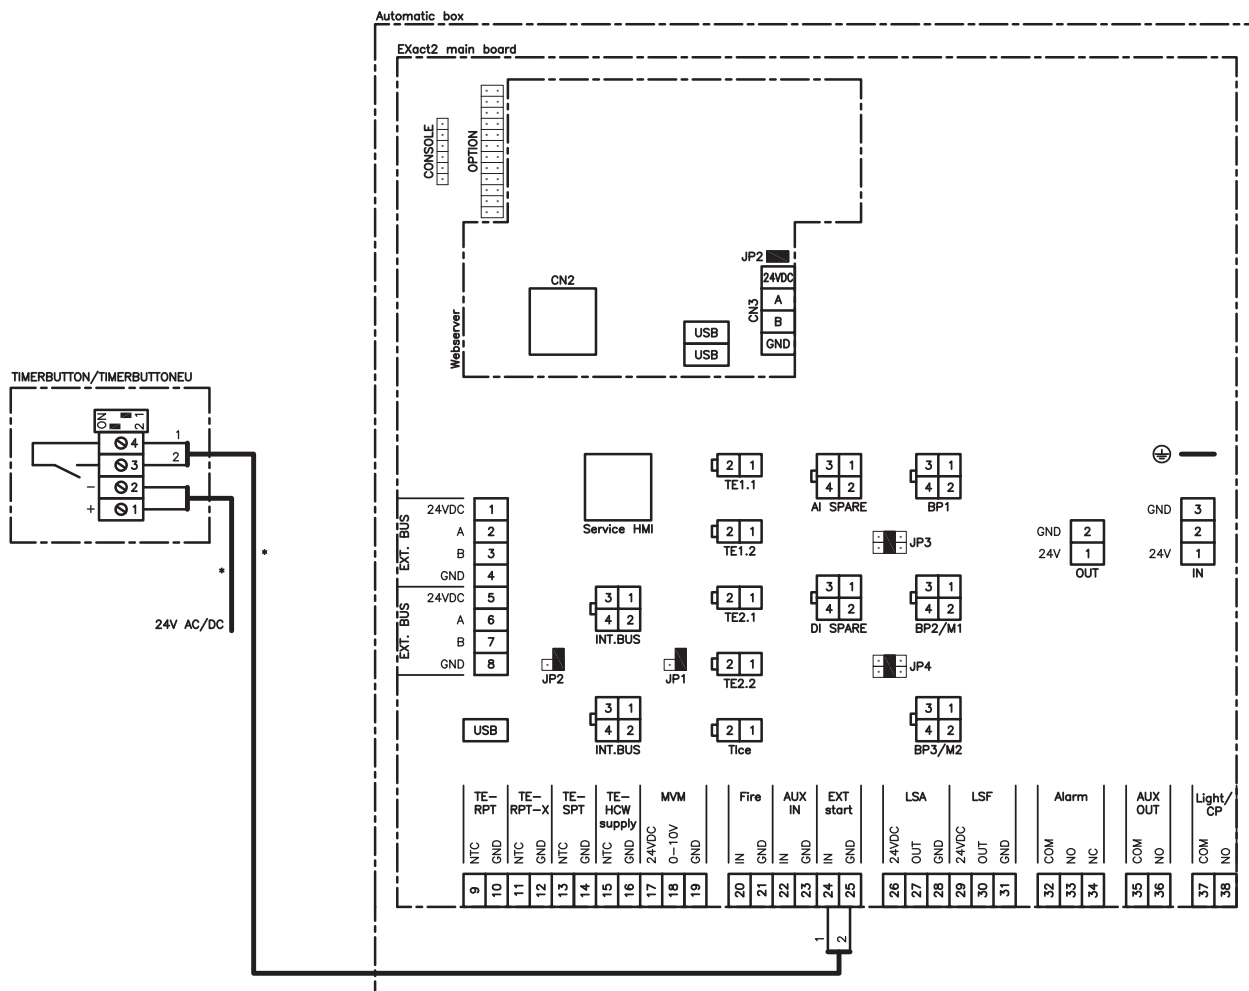 Automatic box
EXact2 main board
CONSOLE
OPTION
JP2
24VDC
A
B
GND
CN3
CN2
USB
USB
Webserver
TIMERBUTTON/TIMERBUTTONEU
ON
2 1
4
3
2
1
−
+
1
2
*
*
24V AC/DC
EXT. BUS
24VDC 1
A 2
B 3
GND 4
EXT. BUS
24VDC 5
A 6
B 7
GND 8
USB
Service HMI
3 1
4 2
INT.BUS
JP2
JP1
3 1
4 2
INT.BUS
2 1
TE1.1
2 1
TE1.2
2 1
TE2.1
2 1
TE2.2
2 1
TIce
3 1
4 2
AI SPARE
3 1
4 2
DI SPARE
3 1
4 2
BP1
JP3
3 1
4 2
BP2/M1
JP4
3 1
4 2
BP3/M2
GND 2
24V 1
OUT
GND 3
2
24V 1
IN
TE-RPT
TE-RPT-X
TE-SPT
TE-HCW supply
MVM
Fire
AUX IN
EXT start
LSA
LSF
Alarm
AUX OUT
Light/CP
NTC GND NTC GND NTC GND NTC GND 24VDC 0-10V GND IN GND IN GND IN GND 24VDC OUT GND 24VDC OUT GND COM NO NC COM NO COM NO
9 10 11 12 13 14 15 16 17 18 19 20 21 22 23 24 25 26 27 28 29 30 31 32 33 34 35 36 37 38
1 2